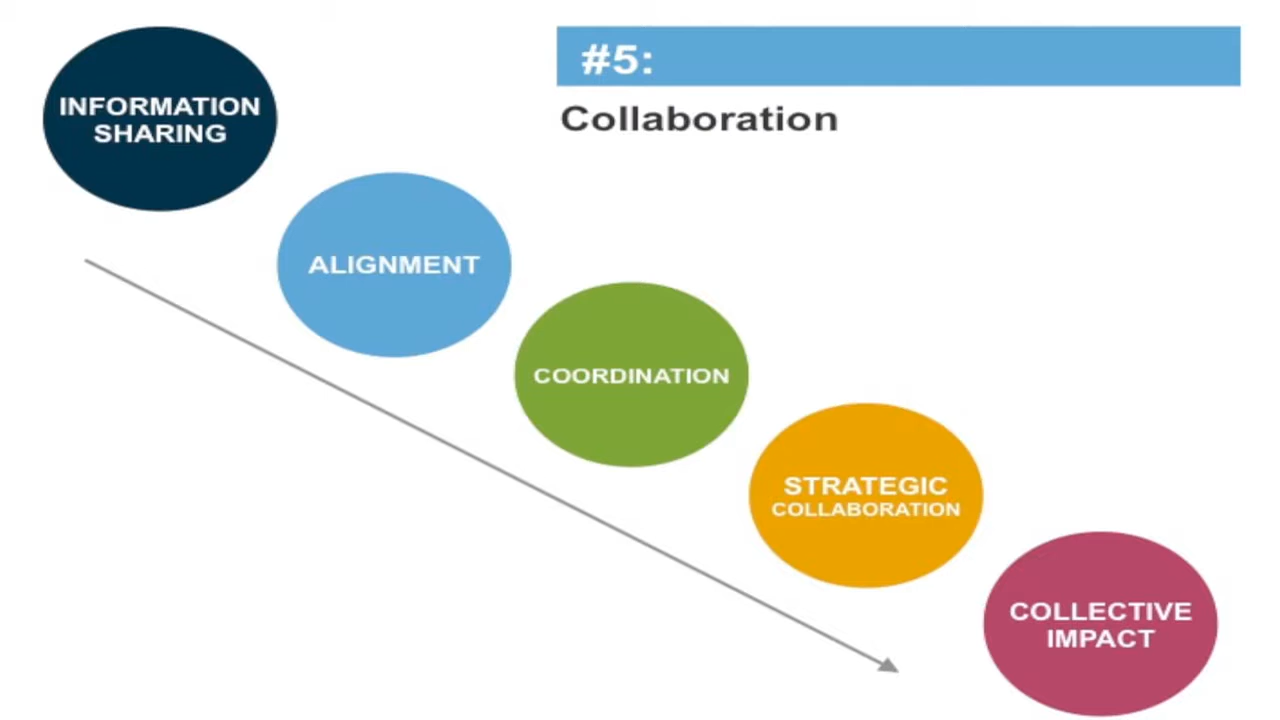 #5:
Collaboration
INFORMATION
SHARING
ALIGNMENT
COORDINATION
STRATEGIC
COLLABORATION
COLLECTIVE
IMPACT